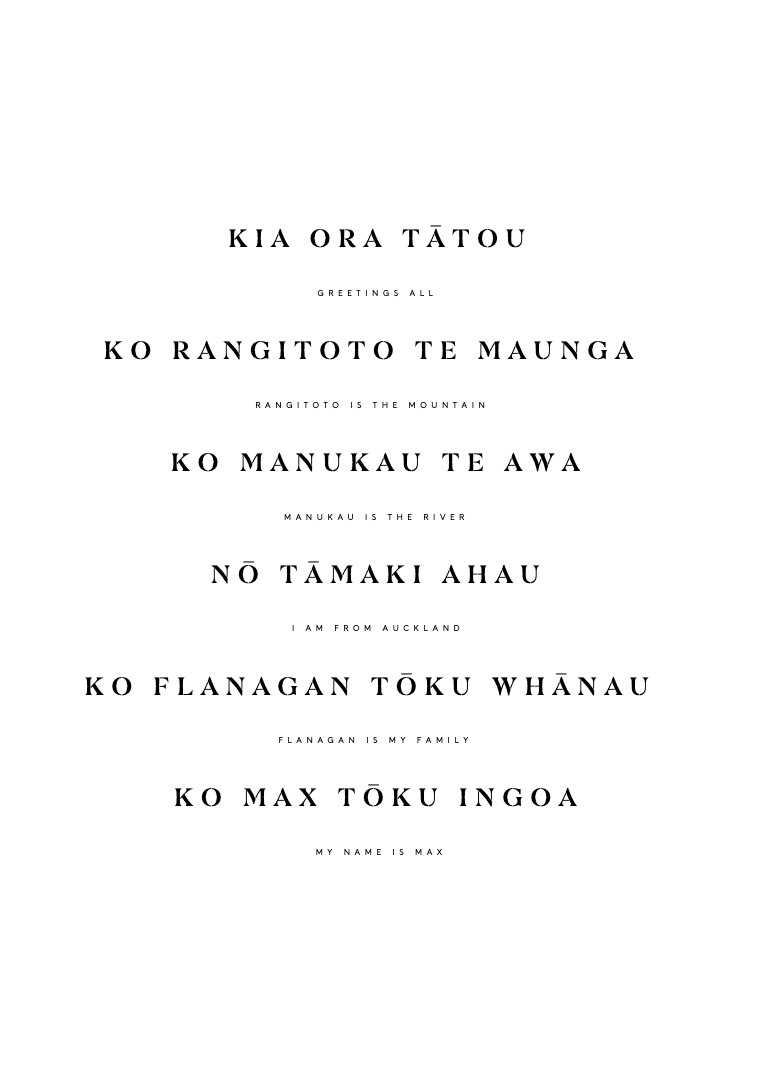 KIA ORA TĀTOU
GREETINGS ALL
KO RANGITOTO TE MAUNGA
RANGITOTO IS THE MOUNTAIN
KO MANUKAU TE AWA
MANUKAU IS THE RIVER
NŌ TĀMAKI AHAU
I AM FROM AUCKLAND
KO FLANAGAN TŌKU WHĀNAU
FLANAGAN IS MY FAMILY
KO MAX TŌKU INGOA
MY NAME IS MAX